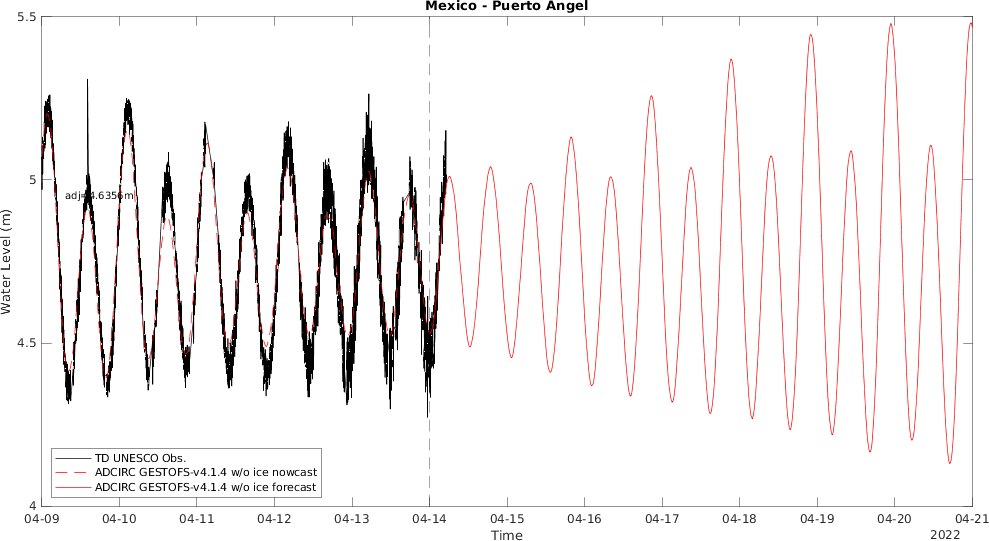 Mexico - Puerto Angel
5.5
5
4.5
4
Water Level (m)
adj=4.6356m
TD UNESCO Obs.
ADCIRC GESTOFS-v4.1.4 w/o ice nowcast
ADCIRC GESTOFS-v4.1.4 w/o ice forecast
04-09 04-10 04-11 04-12 04-13 04-14 04-15 04-16 04-17 04-18 04-19 04-20 04-21
Time
2022